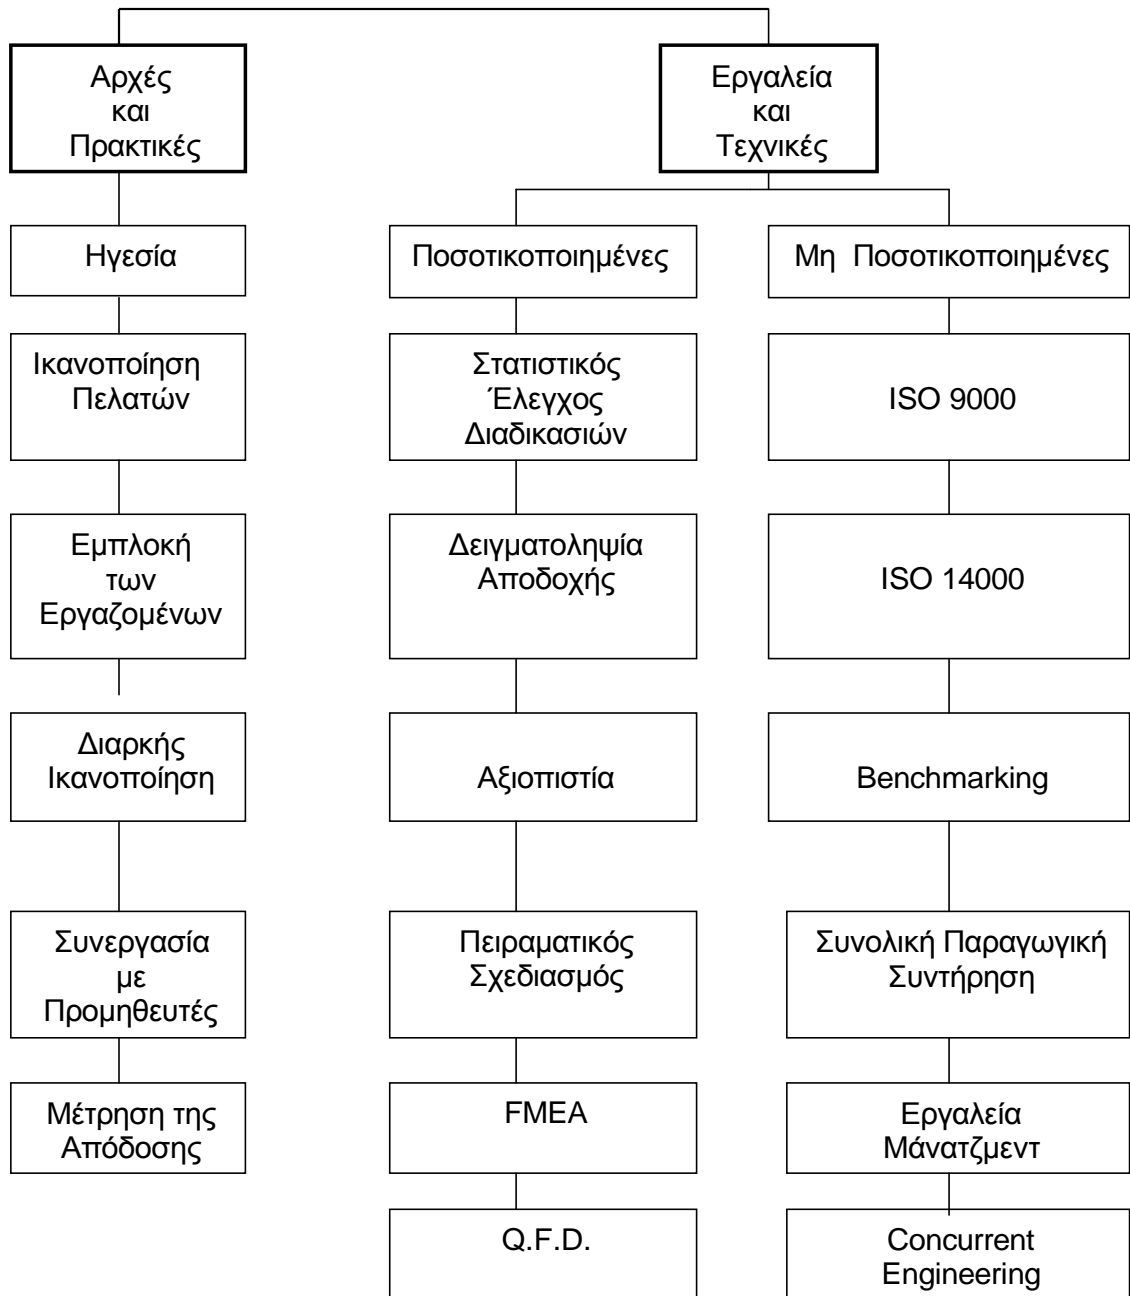 Αρχές
και
Πρακτικές
Εργαλεία
και
Τεχνικές
Ηγεσία
Ποσοτικοποιημένες
Μη Ποσοτικοποιημένες
Ικανοποίηση
Πελατών
Στατιστικός
Έλεγχος
Διαδικασιών
ISO 9000
Εμπλοκή
των
Εργαζομένων
Δειγματοληψία
Αποδοχής
ISO 14000
Διαρκής
Ικανοποίηση
Αξιοπιστία
Benchmarking
Συνεργασία
με
Προμηθευτές
Πειραματικός
Σχεδιασμός
Συνολική Παραγωγική
Συντήρηση
Μέτρηση της
Απόδοσης
FMEA
Εργαλεία
Μάνατζμεντ
Q.F.D.
Concurrent
Engineering